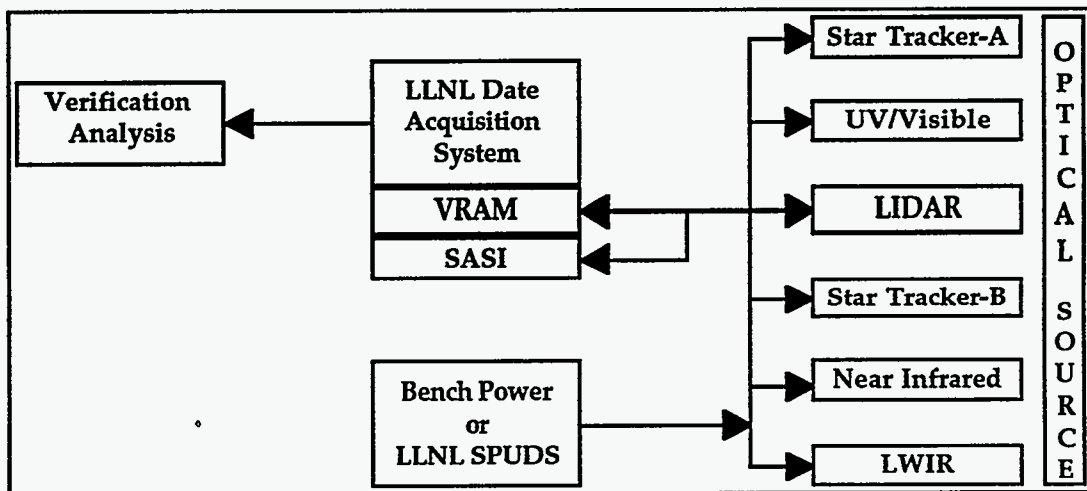 Verification
Analysis
LLNL Date
Acquisition
System
VRAM
SASI
Bench Power
or
LLNL SPUDS
Star Tracker-A
UV/Visible
LIDAR
Star Tracker-B
Near Infrared
LWIR
OPTICAL SOURCE